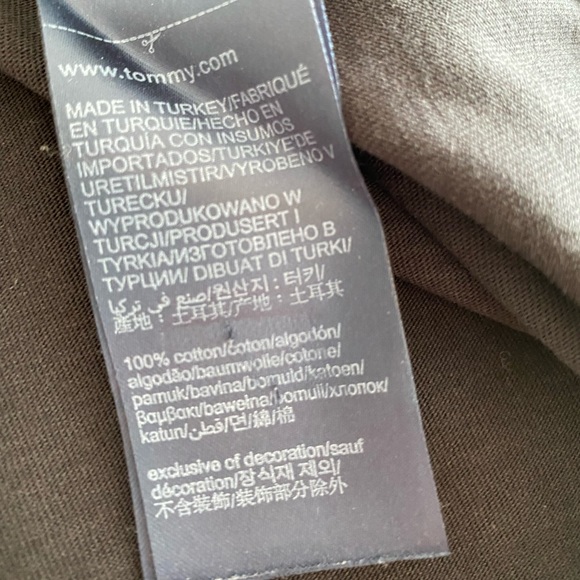 www.tommy.com
MADE IN TURKEY/FABRIQUÉ
EN TURQUIE/HECHO EN
TURQUÍA CON INSUMOS
IMPORTADOS/TURKIYE'DE
URETILMISTIR/VYROBENO V
TURECKU/
WYPRODUKOWANO W
TURCJI/PRODUSERT I
TYRKIA/ИЗГОТОВЛЕНО В
ТУРЦИИ/ DIBUAT DI TURKI/
صنع في تركيا/원산지 : 터키/
產地 : 土耳其/产地 : 土耳其
100% cotton/coton/algodón/
algodão/baumwolle/cotone/
pamuk/bavlna/bomuld/katoen/
βαμβακι/bawełna/bomull/хлопок/
katun/قطن/면/綿/棉
exclusive of decoration/sauf
décoration/장식재 제외/
不含裝飾/装饰部分除外